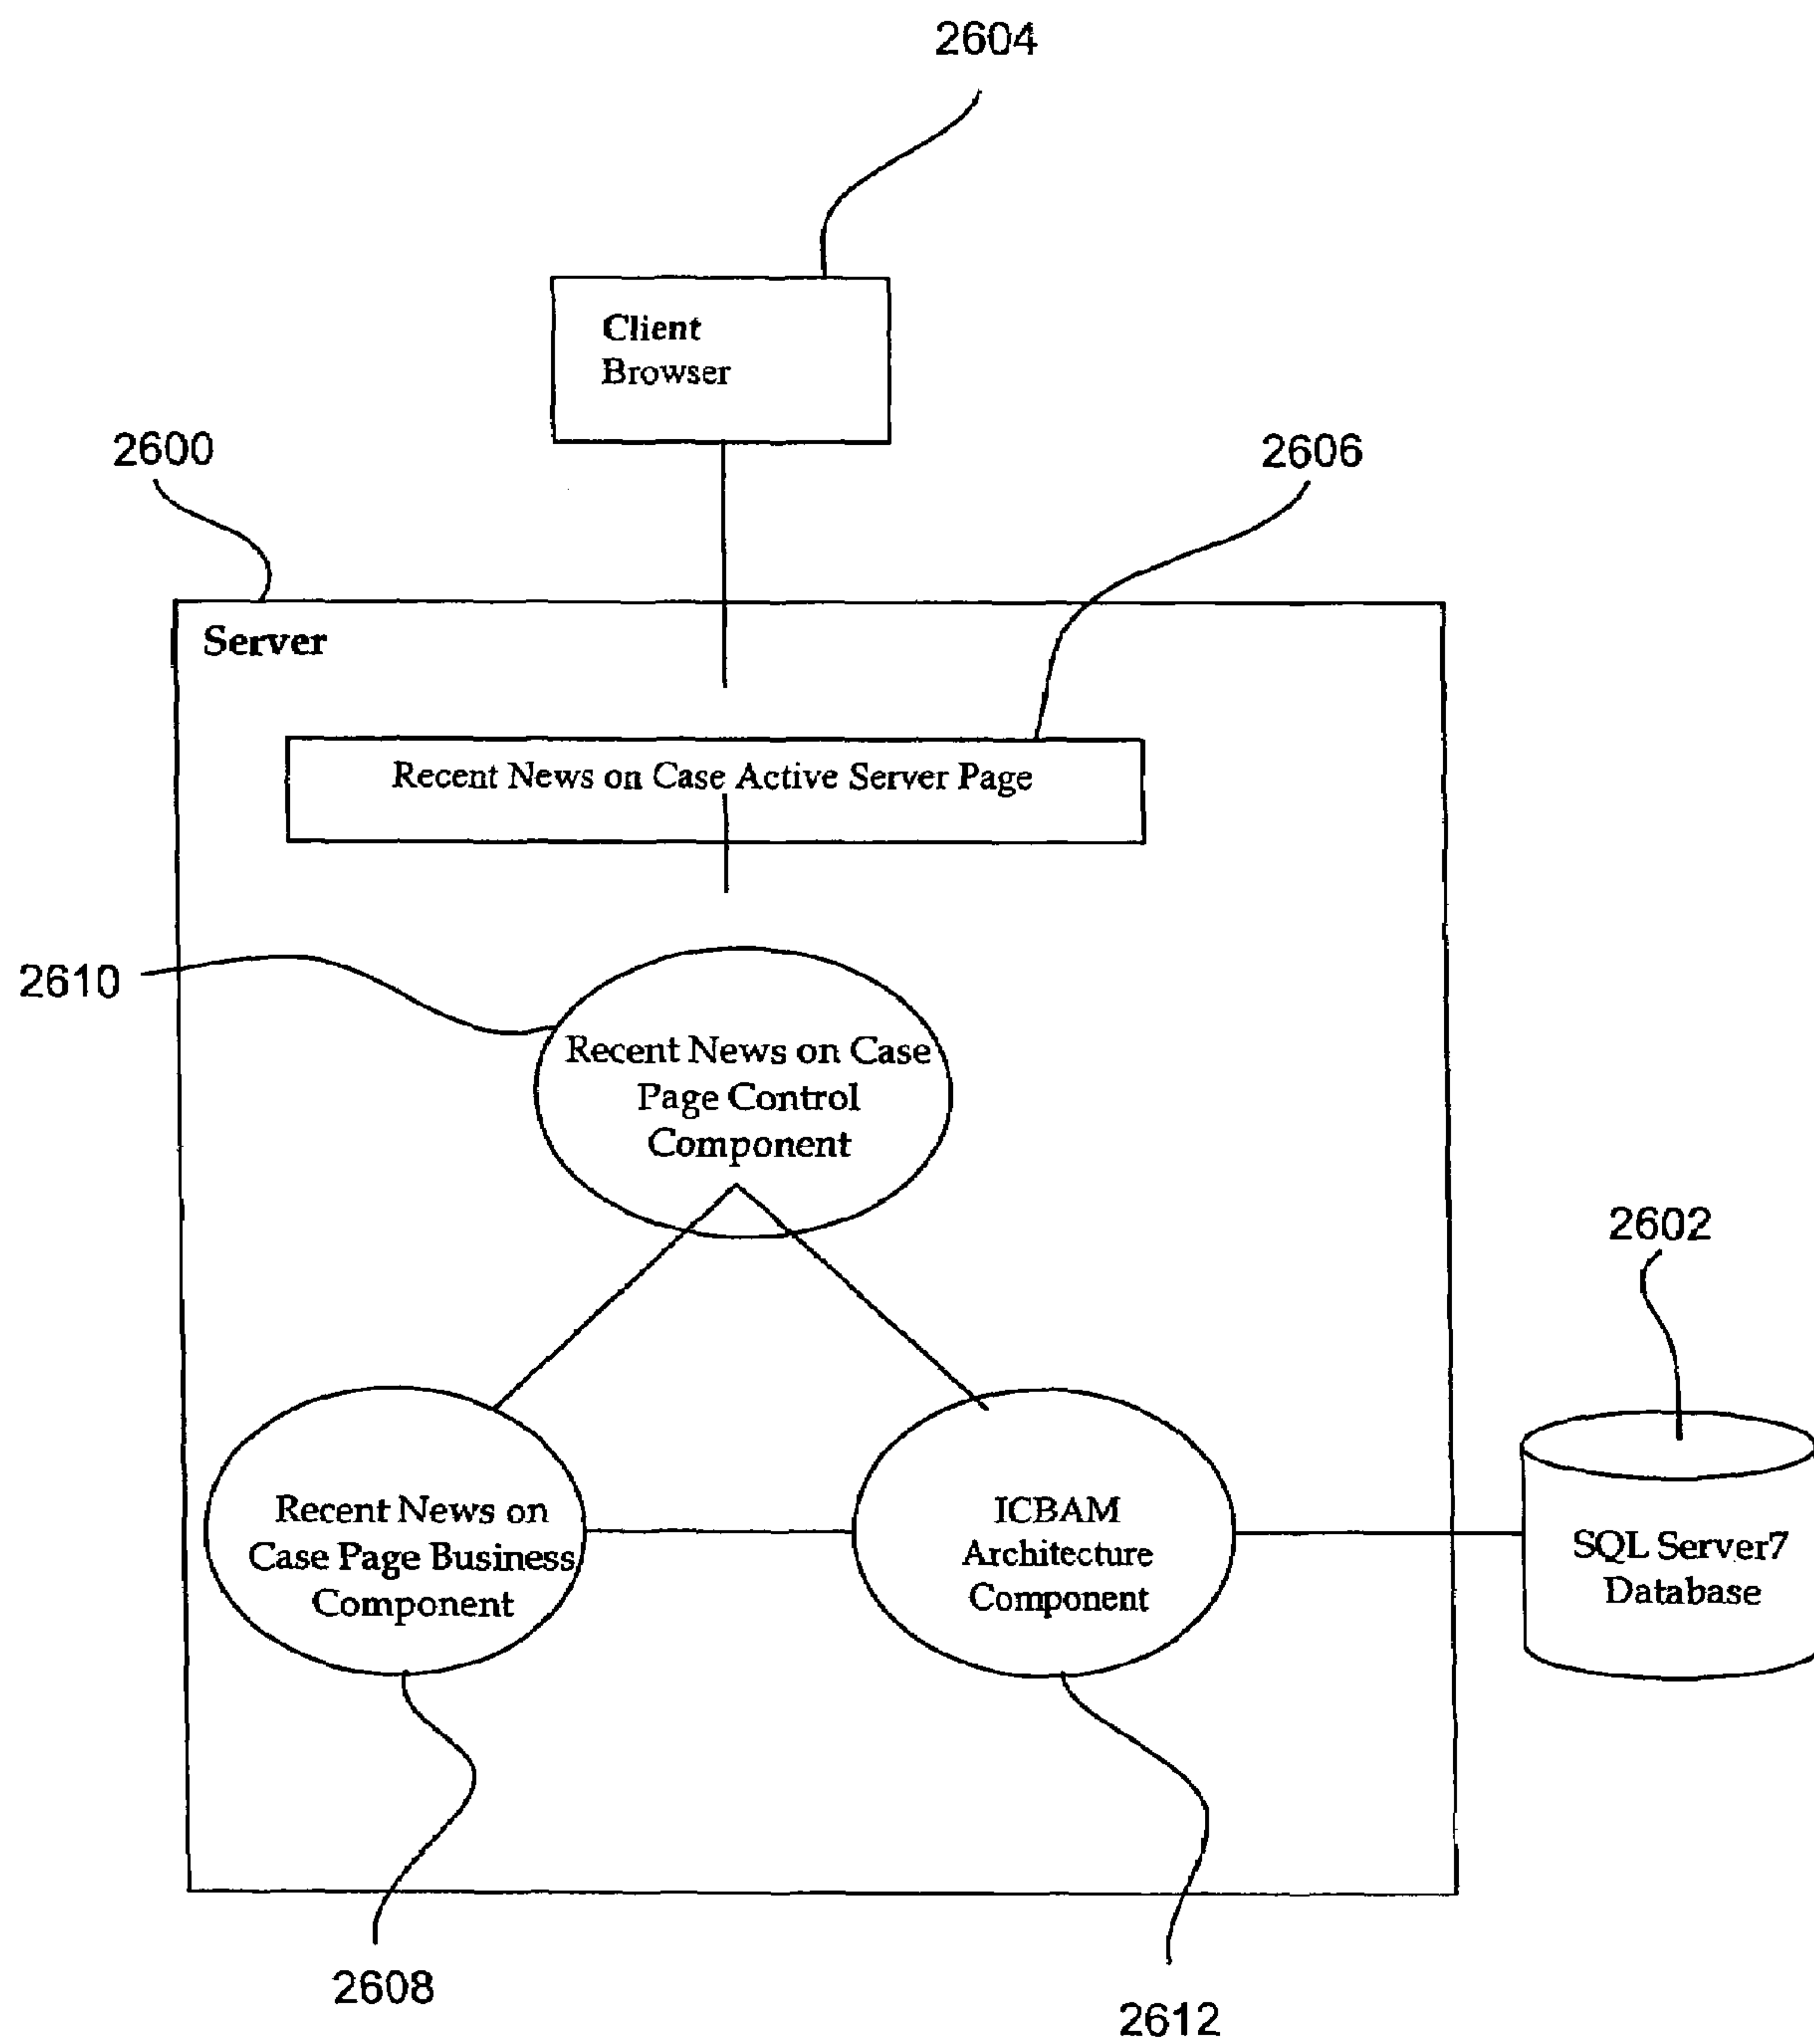 2604
Client
Browser
2600
2606
Server
Recent News on Case Active Server Page
2610
Recent News on Case
Page Control
Component
2602
Recent News on
Case Page Business
Component
ICBAM
Architecture
Component
SQL Server7
Database
2608
2612